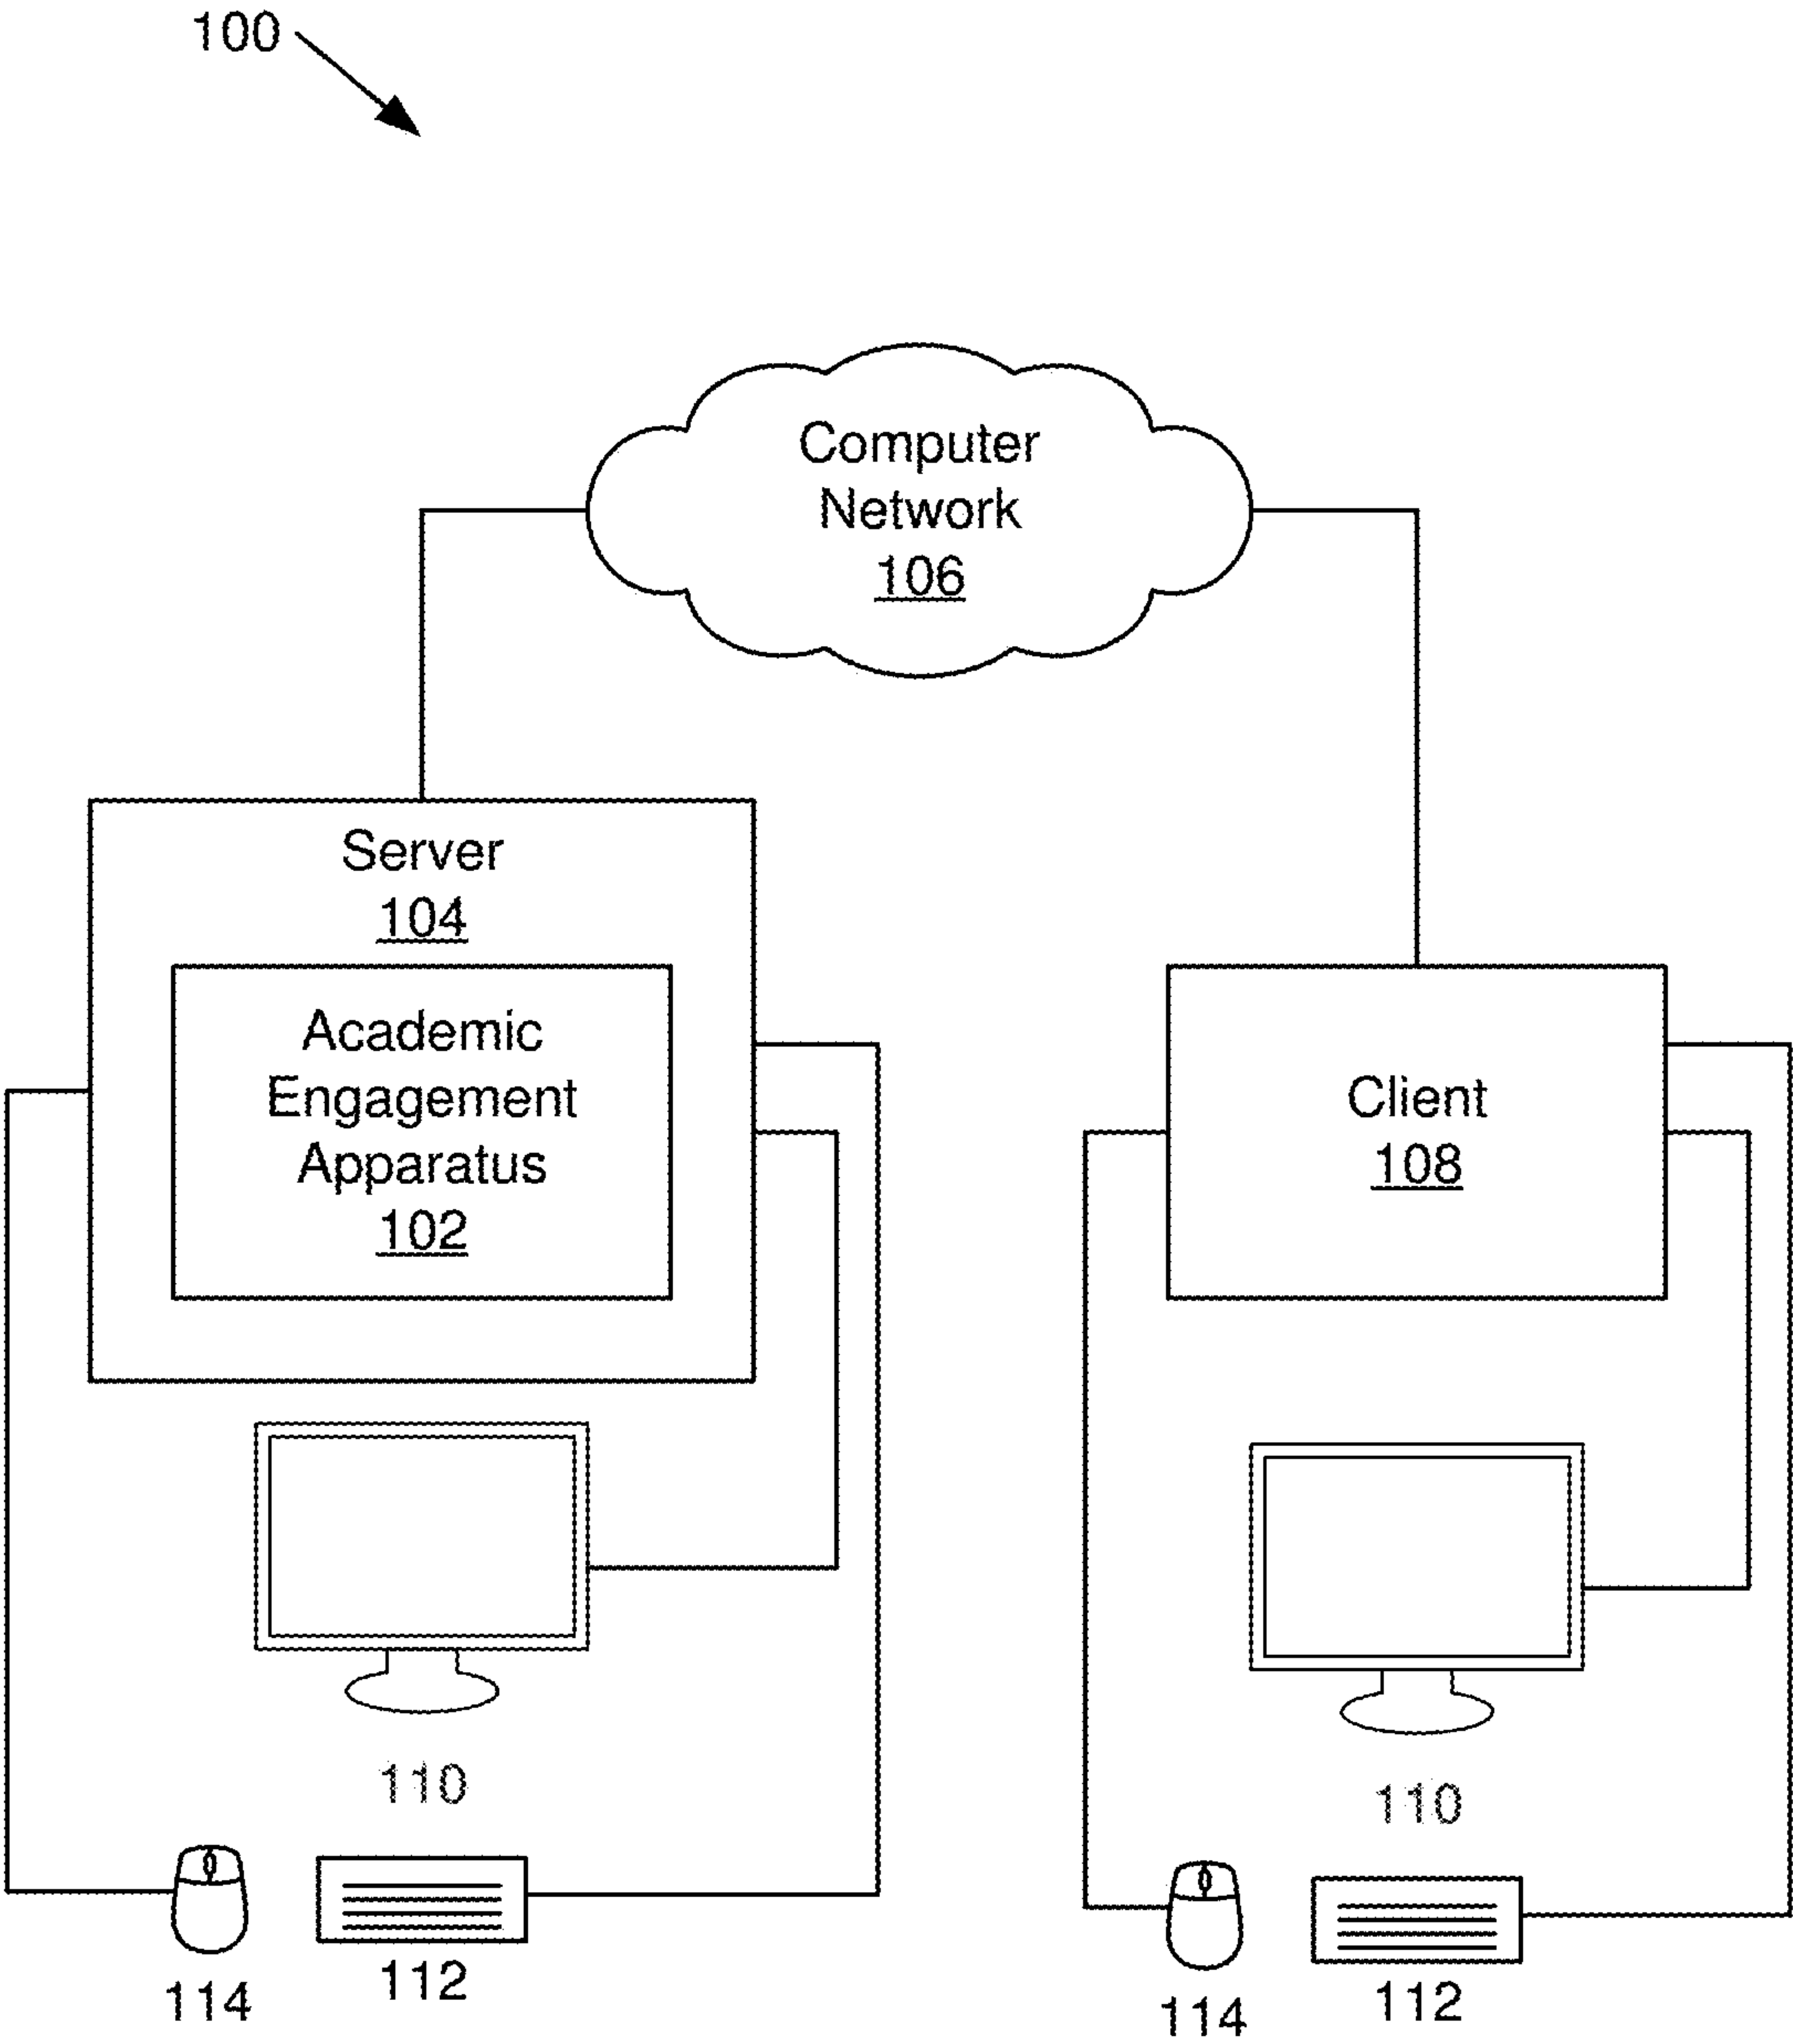 100
Computer
Network
106
Server
104
Academic
Engagement
Apparatus
102
Client
108
110
110
114
112
114
112